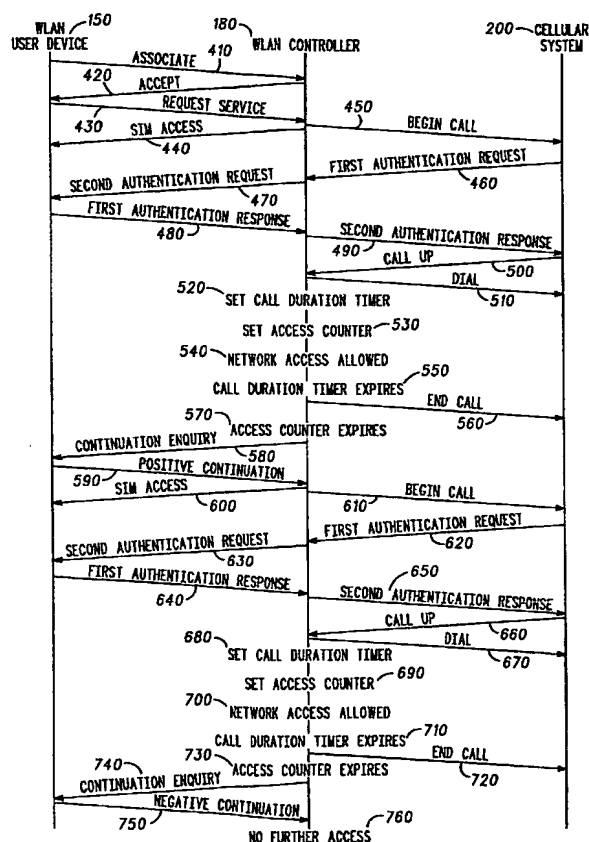 WLAN USER DEVICE 150
180 WLAN CONTROLLER
200 CELLULAR SYSTEM
ASSOCIATE 410
420 ACCEPT
430 REQUEST SERVICE
SIM ACCESS 440
450 BEGIN CALL
FIRST AUTHENTICATION REQUEST 460
SECOND AUTHENTICATION REQUEST 470
FIRST AUTHENTICATION RESPONSE 480
490 SECOND AUTHENTICATION RESPONSE
CALL UP 500
DIAL 510
520 SET CALL DURATION TIMER
SET ACCESS COUNTER 530
540 NETWORK ACCESS ALLOWED
CALL DURATION TIMER EXPIRES 550
END CALL 560
570 ACCESS COUNTER EXPIRES
CONTINUATION ENQUIRY 580
590 POSITIVE CONTINUATION
SIM ACCESS 600
610 BEGIN CALL
FIRST AUTHENTICATION REQUEST 620
SECOND AUTHENTICATION REQUEST 630
FIRST AUTHENTICATION RESPONSE 640
650 SECOND AUTHENTICATION RESPONSE
CALL UP 660
DIAL 670
680 SET CALL DURATION TIMER
SET ACCESS COUNTER 690
700 NETWORK ACCESS ALLOWED
CALL DURATION TIMER EXPIRES 710
END CALL 720
730 ACCESS COUNTER EXPIRES
740 CONTINUATION ENQUIRY
NEGATIVE CONTINUATION 750
NO FURTHER ACCESS 760